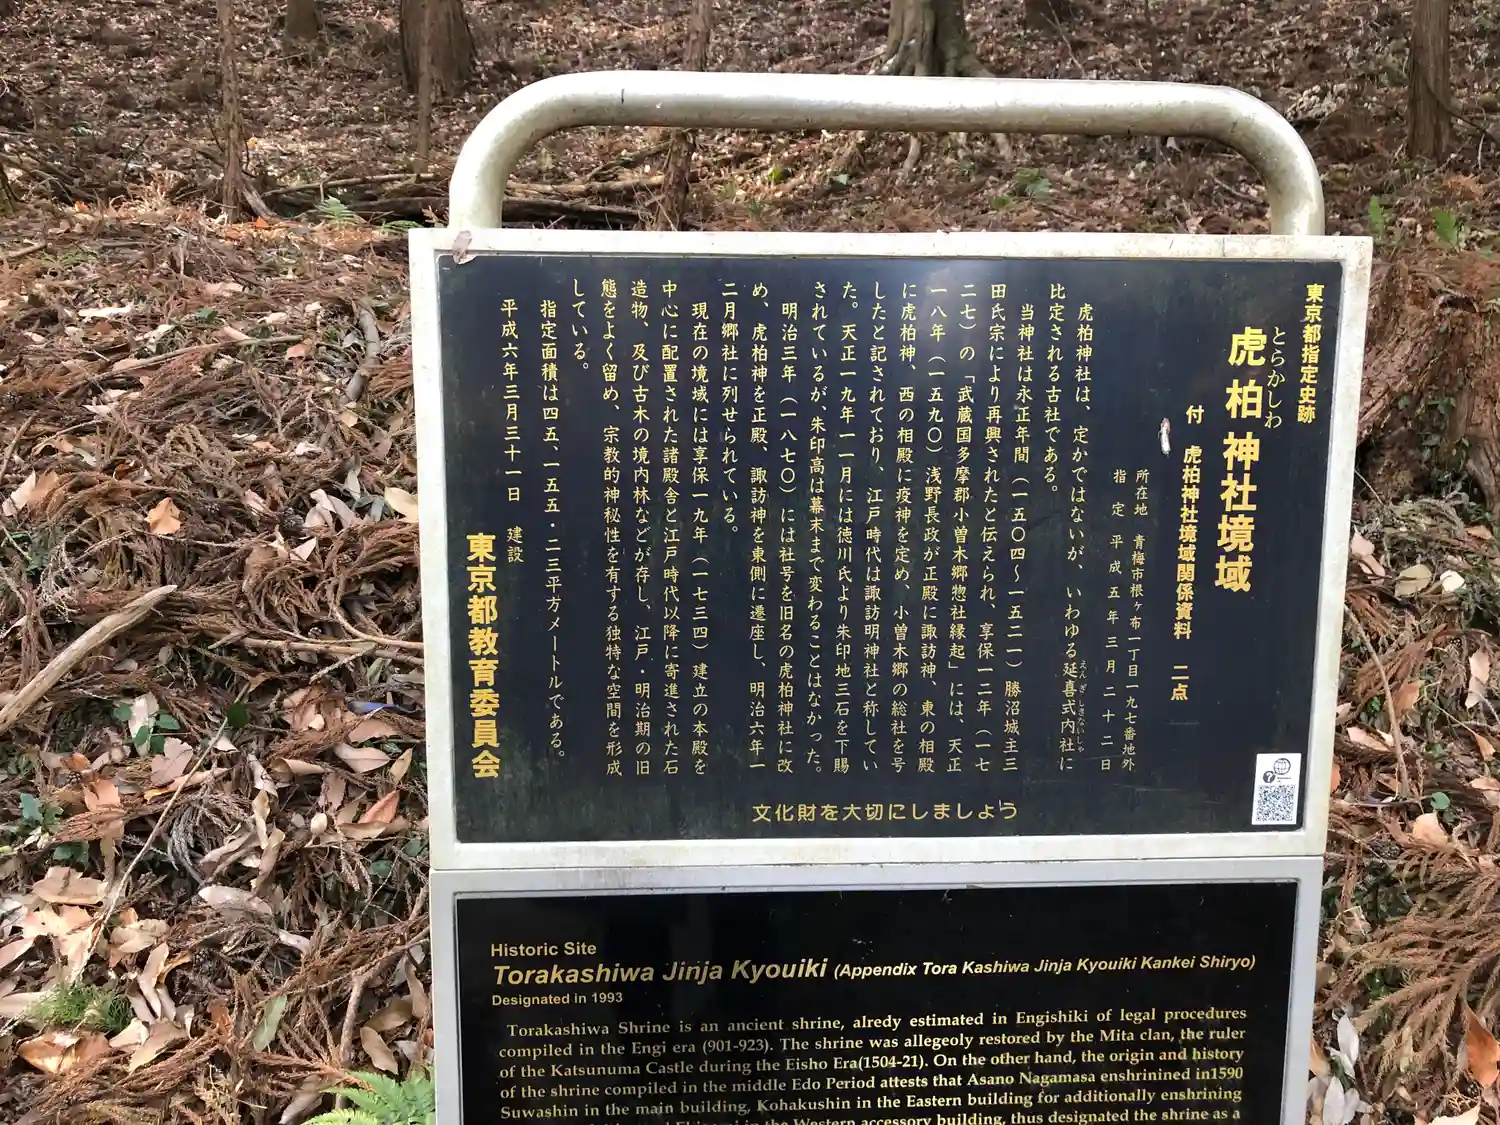 東京都指定史跡
とらかしわ
虎柏神社境域
付 虎柏神社境域関係資料 二点
所在地 青梅市根ヶ布一丁目一九七番地外
指定 平成五年三月二十二日
虎柏神社は、定かではないが、いわゆる延喜式内社に
えんぎしきないしゃ
比定される古社である。
当神社は永正年間(一五〇四〜一五二一)勝沼城主三
田氏宗により再興されたと伝えられ、享保一二年(一七
二七)の「武蔵国多摩郡小曽木郷惣社縁起」には、天正
一八年(一五九〇)浅野長政が正殿に諏訪神、東の相殿
に虎柏神、西の相殿に疫神を定め、小曽木郷の総社を号
したと記されており、江戸時代は諏訪明神社と称してい
た。天正一九年一一月には徳川氏より朱印地三石を下賜
されているが、朱印高は幕末まで変わることはなかった。
明治三年(一八七〇)には社号を旧名の虎柏神社に改
め、虎柏神を正殿、諏訪神を東側に遷座し、明治六年一
二月郷社に列せられている。
現在の境域には享保一九年(一七三四)建立の本殿を
中心に配置された諸殿舎と江戸時代以降に寄進された石
造物、及び古木の境内林などが存し、江戸・明治期の旧
態をよく留め、宗教的神秘性を有する独特な空間を形成
している。
指定面積は四五、一五五・二三平方メートルである。
平成六年三月三十一日 建設
東京都教育委員会
文化財を大切にしましょう
Historic Site
Torakashiwa Jinja Kyouiki (Appendix Tora Kashiwa Jinja Kyouiki Kankei Shiryo)
Designated in 1993
Torakashiwa Shrine is an ancient shrine, alredy estimated in Engishiki of legal procedures
compiled in the Engi era (901-923). The shrine was allegeoly restored by the Mita clan, the ruler
of the Katsunuma Castle during the Eisho Era(1504-21). On the other hand, the origin and history
of the shrine compiled in the middle Edo Period attests that Asano Nagamasa enshrinined in1590
Suwashin in the main building, Kohakushin in the Eastern building for additionally enshrining
in the Western accessory building, thus designated the shrine as a